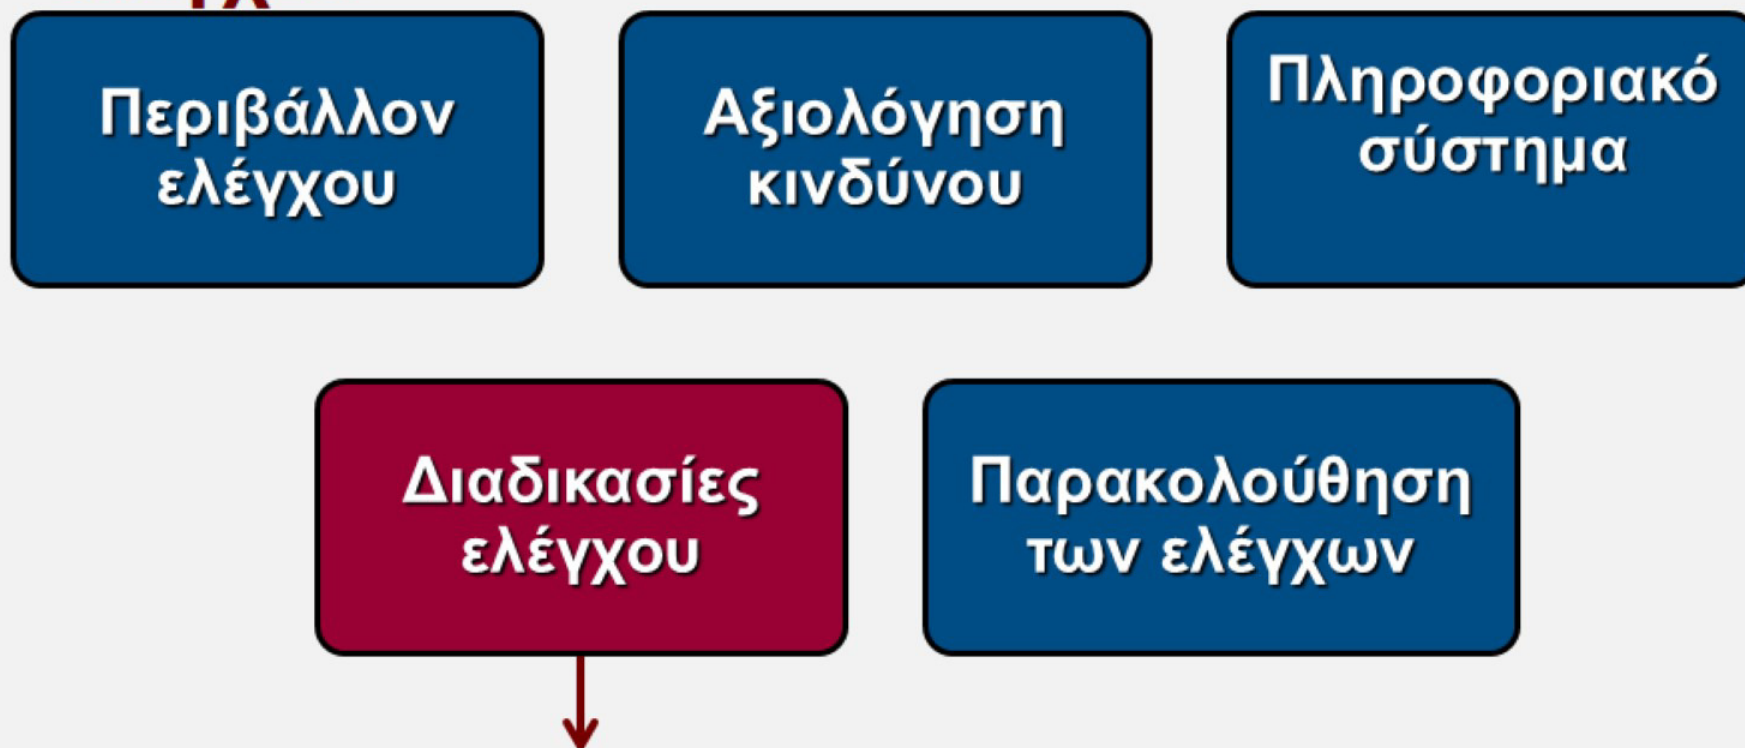 Περιβάλλον
ελέγχου
Αξιολόγηση
κινδύνου
Πληροφοριακό
σύστημα
Διαδικασίες
ελέγχου
Παρακολούθηση
των ελέγχων